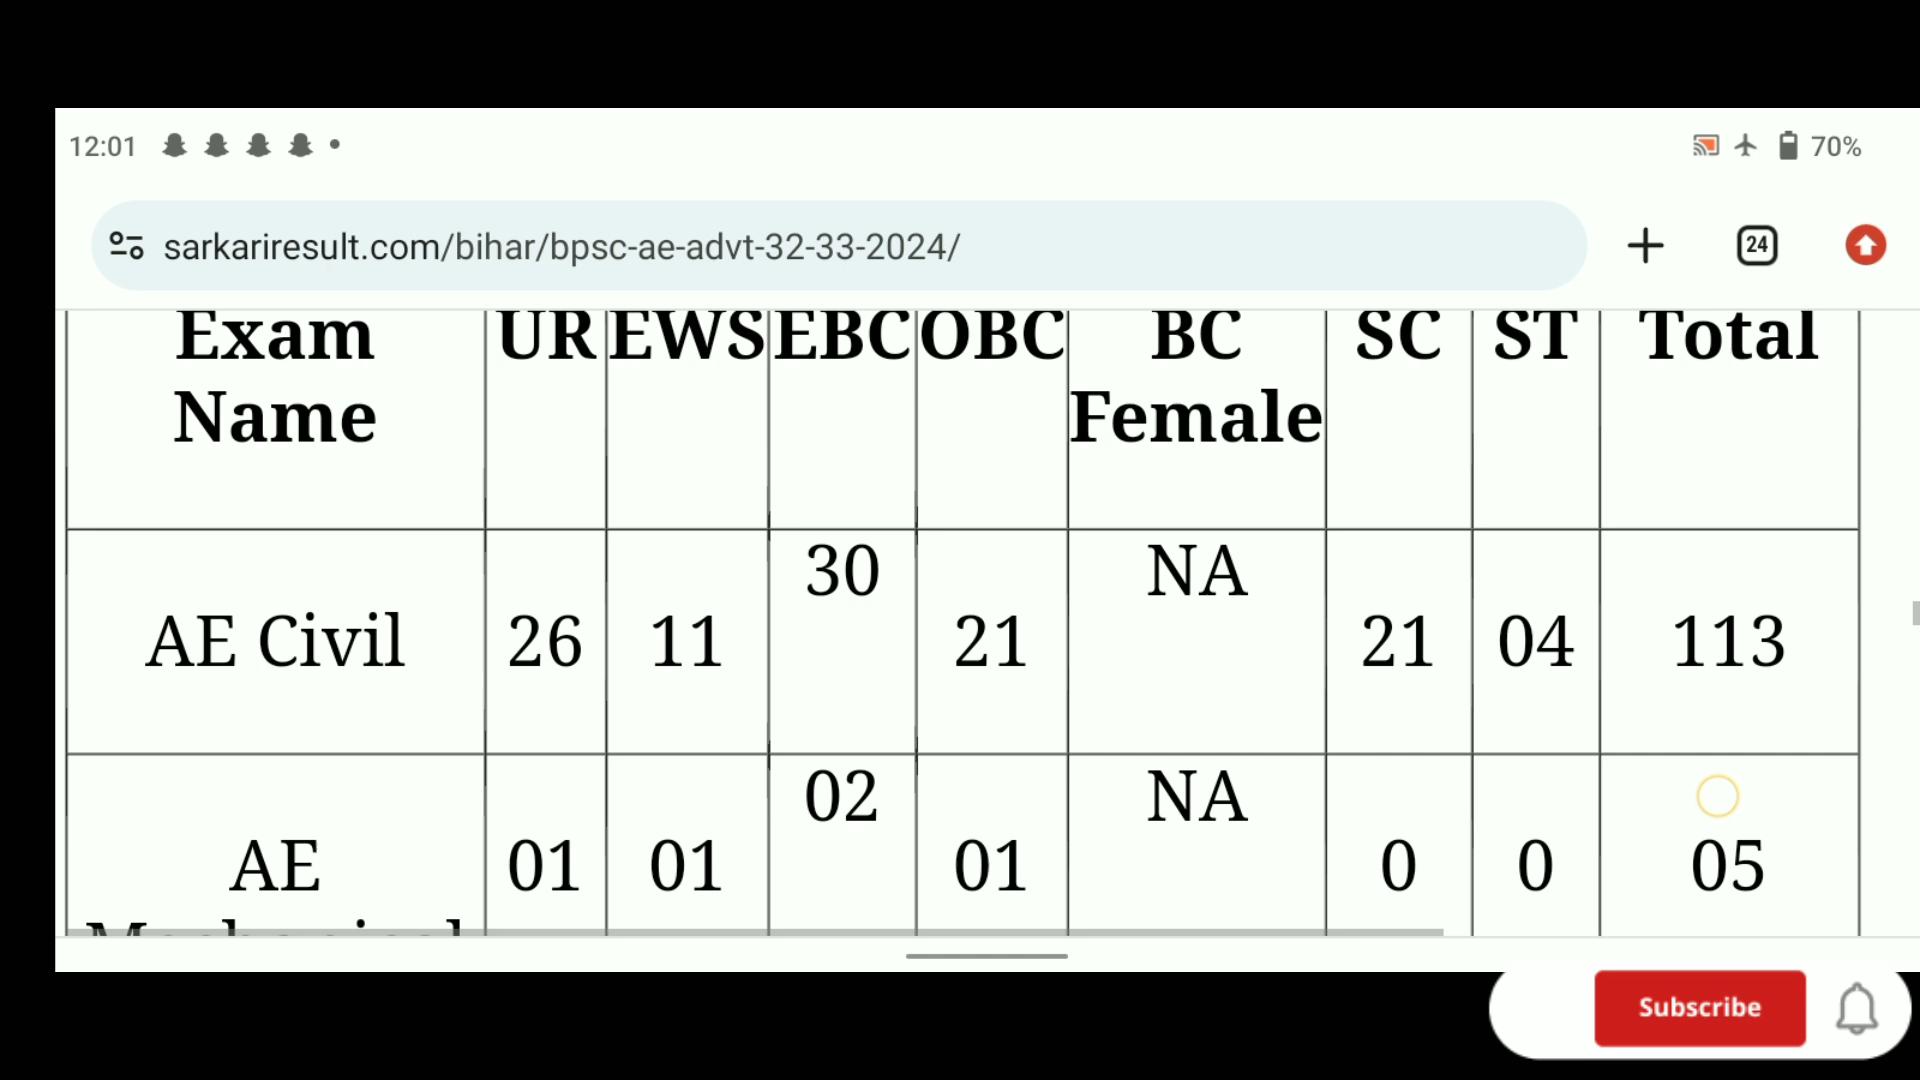 12:01
70%
sarkariresult.com/bihar/bpsc-ae-advt-32-33-2024/
24
Exam Name UR EWS EBC OBC BC Female SC ST Total
AE Civil 26 11 30 21 NA 21 04 113
AE Mechanical 01 01 02 01 NA 0 0 05
Subscribe